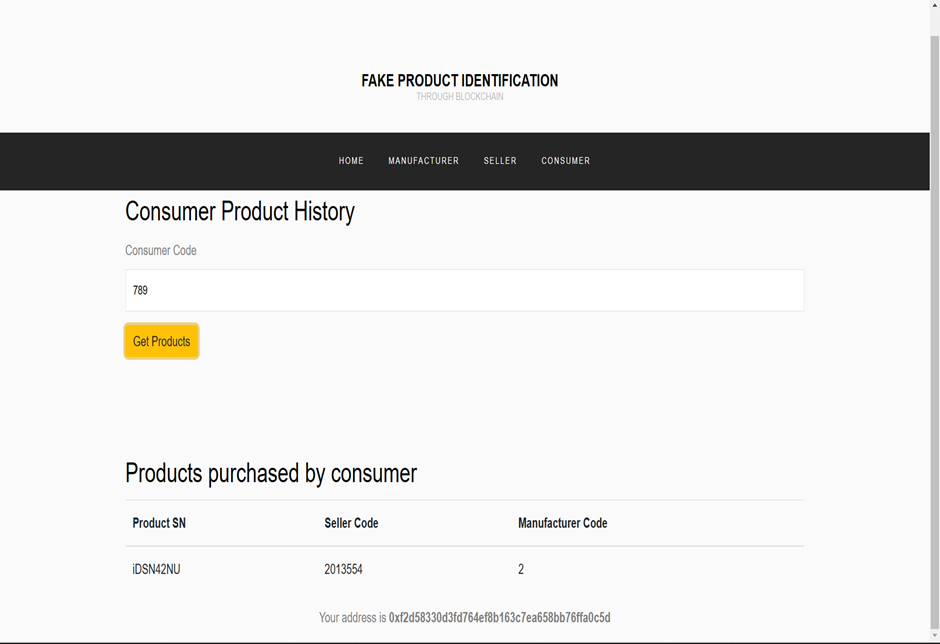 FAKE PRODUCT IDENTIFICATION
THROUGH BLOCKCHAIN
HOME MANUFACTURER SELLER CONSUMER
Consumer Product History
Consumer Code
789
Get Products
Products purchased by consumer
Product SN Seller Code Manufacturer Code
iDSN42NU 2013554 2
Your address is 0xf2d58330d3fd764ef8b163c7ea658bb76ffa0c5d